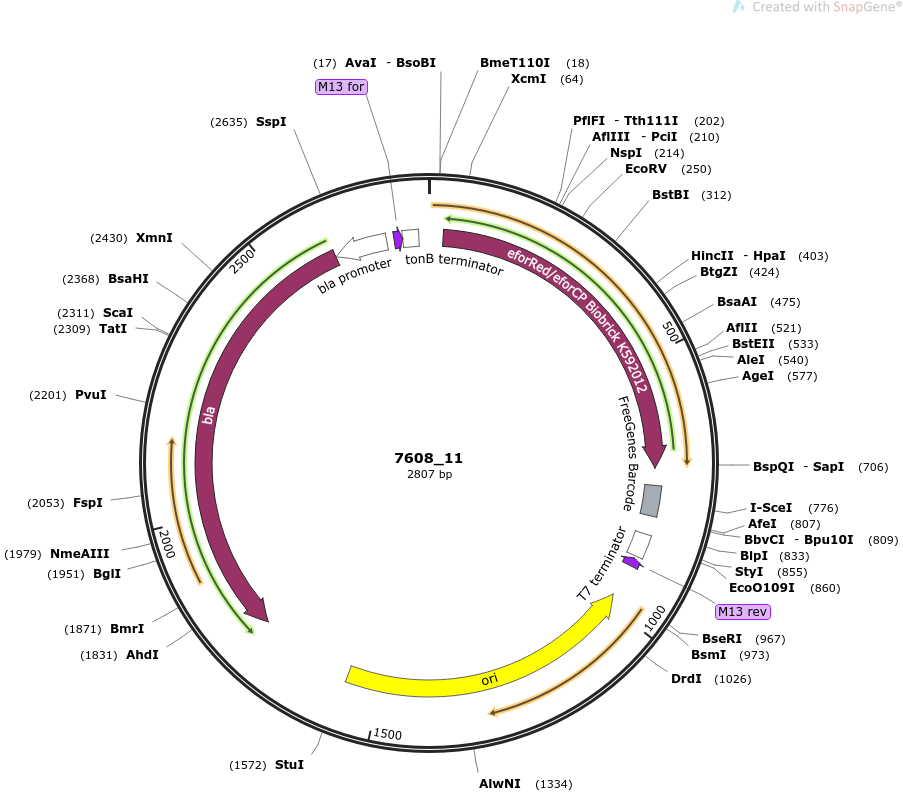 Created with SnapGene®
(17) AvaI - BsoBI
BmeT110I (18)
XcmI (64)
M13 for
(2635) SspI
PflFI - Tth111I (202)
AflIII - PciI (210)
NspI (214)
EcoRV (250)
BstBI (312)
(2430) XmnI
2500
bla promoter
tonB terminator
eforRed/eforCP Biobrick K592012
HincII - HpaI (403)
BtgZI (424)
(2368) BsaHI
BsaAI (475)
(2311) ScaI
(2309) TatI
500
AflII (521)
BstEII (533)
AleI (540)
AgeI (577)
(2201) PvuI
bla
FreeGenes Barcode
7608_11
2807 bp
BspQI - SapI (706)
(2053) FspI
I-SceI (776)
AfeI (807)
BbvCI - Bpu10I (809)
BlpI (833)
StyI (855)
EcoO109I (860)
2000
(1979) NmeAIII
(1951) BglI
T7 terminator
M13 rev
1000
(1871) BmrI
(1831) AhdI
BseRI (967)
BsmI (973)
DrdI (1026)
ori
1500
(1572) StuI
AlwNI (1334)